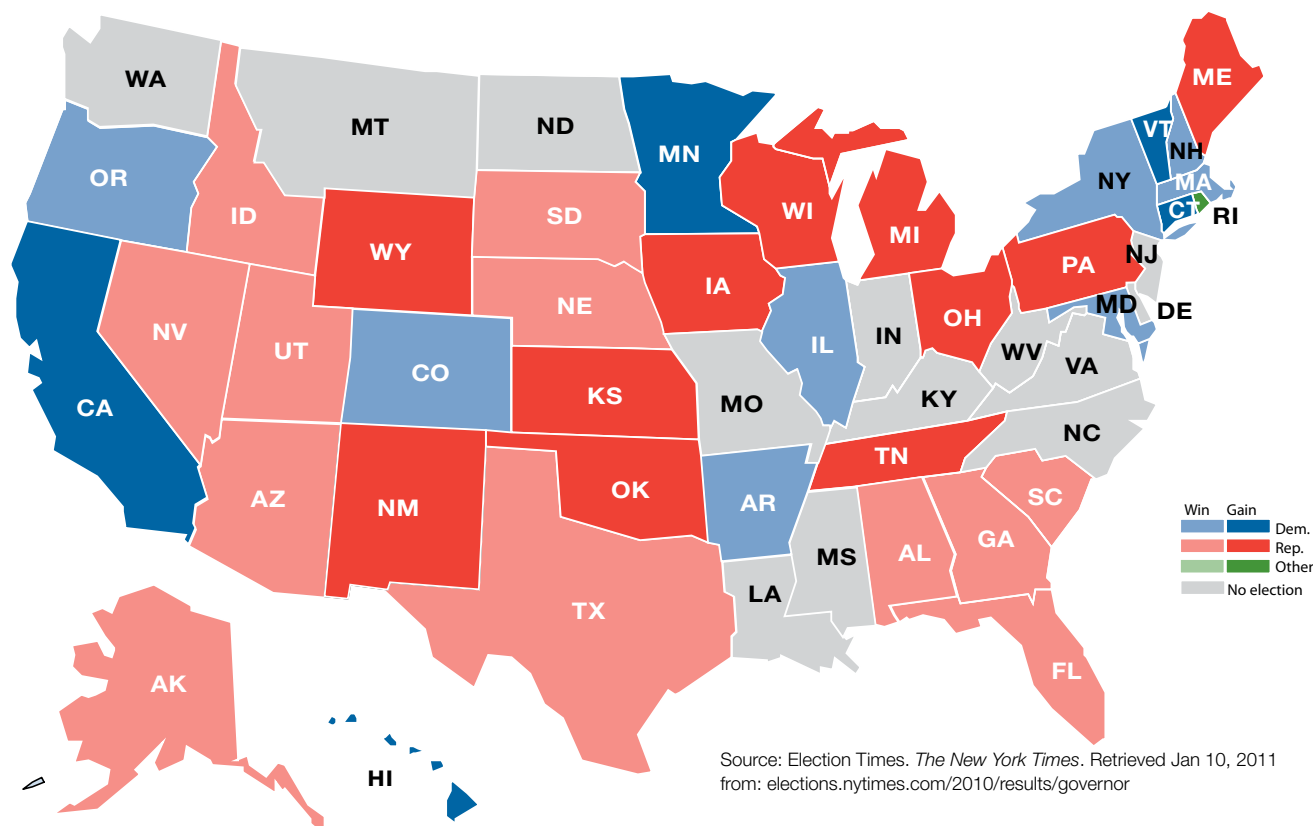 WA
MT
ND
MN
ME
VT
NH
OR
ID
SD
WI
MI
NY
MA
CT
RI
WY
IA
PA
NJ
NV
UT
NE
IL
IN
OH
MD
DE
CO
WV
VA
CA
KS
MO
KY
NC
AZ
NM
OK
AR
TN
SC
MS
AL
GA
TX
LA
FL
AK
HI
Win Gain
Dem.
Rep.
Other
No election
Source: Election Times. The New York Times. Retrieved Jan 10, 2011
from: elections.nytimes.com/2010/results/governor